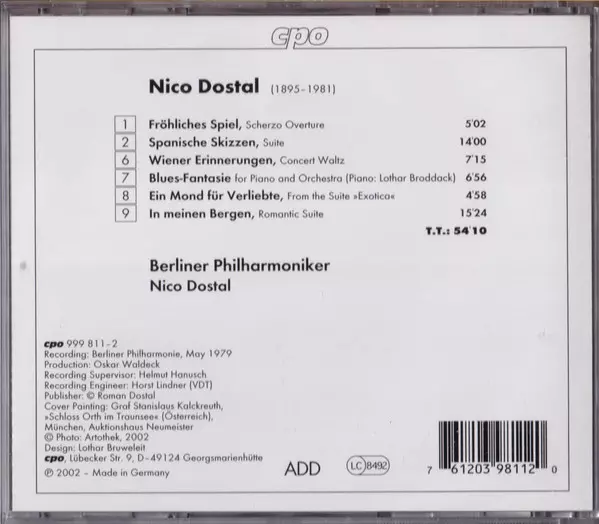 cpo
Nico Dostal (1895-1981)
1 Fröhliches Spiel, Scherzo Overture 5'02
2 Spanische Skizzen, Suite 14'00
6 Wiener Erinnerungen, Concert Waltz 7'15
7 Blues-Fantasie for Piano and Orchestra (Piano: Lothar Broddack) 6'56
8 Ein Mond für Verliebte, From the Suite »Exotica« 4'58
9 In meinen Bergen, Romantic Suite 15'24
T.T.: 54'10
Berliner Philharmoniker
Nico Dostal
cpo 999 811-2
Recording: Berliner Philharmonie, May 1979
Production: Oskar Waldeck
Recording Supervisor: Helmut Hanusch
Recording Engineer: Horst Lindner (VDT)
Publisher: © Roman Dostal
Cover Painting: Graf Stanislaus Kalckreuth,
»Schloss Orth im Traunsee« (Österreich),
München, Auktionshaus Neumeister
© Photo: Artothek, 2002
Design: Lothar Bruweleit
cpo, Lübecker Str. 9, D-49124 Georgsmarienhütte
℗ 2002 - Made in Germany
ADD
LC 8492
7 61203 98112 0